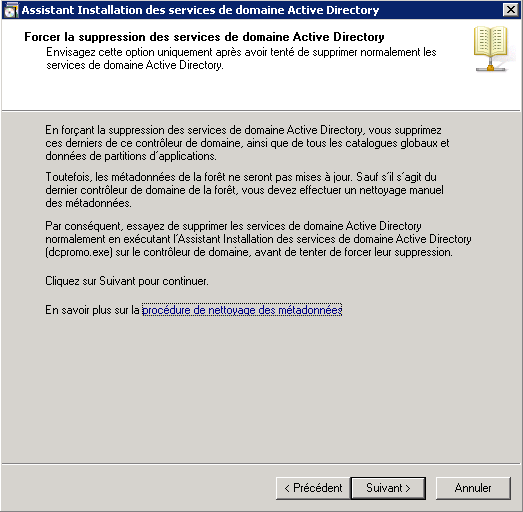 Assistant Installation des services de domaine Active Directory
Forcer la suppression des services de domaine Active Directory
Envisagez cette option uniquement après avoir tenté de supprimer normalement les
services de domaine Active Directory.
En forçant la suppression des services de domaine Active Directory, vous supprimez
ces derniers de ce contrôleur de domaine, ainsi que de tous les catalogues globaux et
données de partitions d'applications.
Toutefois, les métadonnées de la forêt ne seront pas mises à jour. Sauf s'il s'agit du
dernier contrôleur de domaine de la forêt, vous devez effectuer un nettoyage manuel
des métadonnées.
Par conséquent, essayez de supprimer les services de domaine Active Directory
normalement en exécutant l'Assistant Installation des services de domaine Active Directory
(dcpromo.exe) sur le contrôleur de domaine, avant de tenter de forcer leur suppression.
Cliquez sur Suivant pour continuer.
En savoir plus sur la procédure de nettoyage des métadonnées
< Précédent Suivant > Annuler